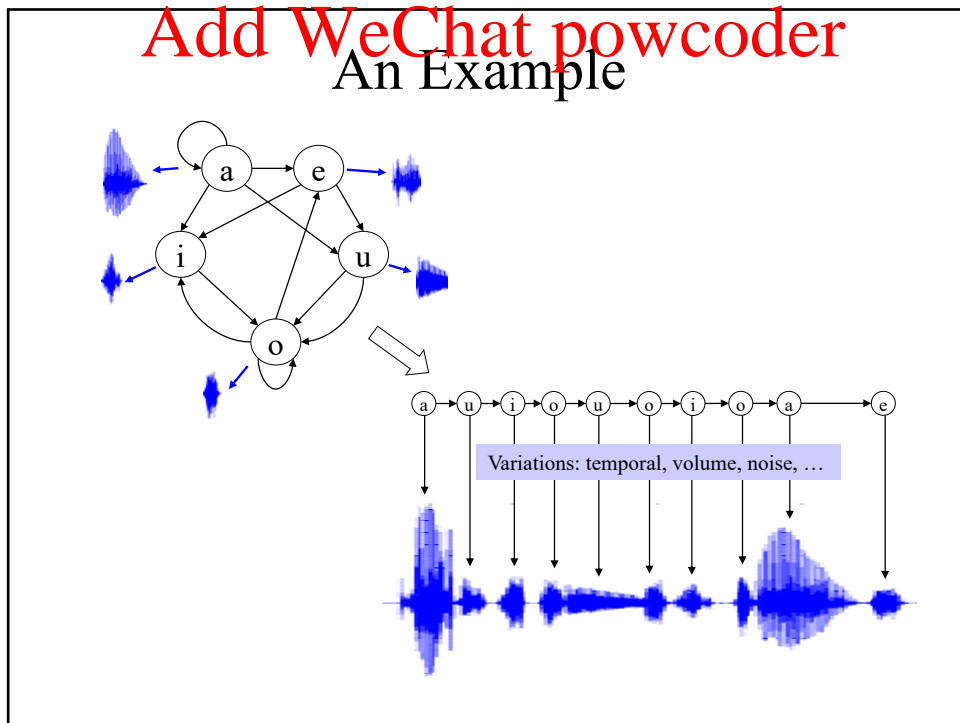 Add WeChat powcoder
An Example
a e
i u
o
a u i o u o i o a e
Variations: temporal, volume, noise, …